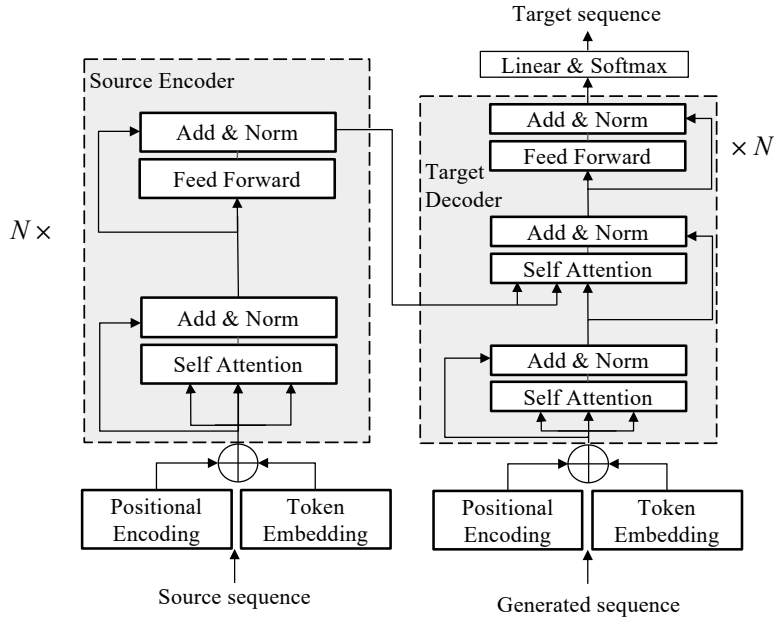 Target sequence
Linear & Softmax
Source Encoder
Add & Norm
Feed Forward
N ×
Add & Norm
Self Attention
Positional
Encoding
Token
Embedding
Source sequence
Add & Norm
× N
Feed Forward
Target
Decoder
Add & Norm
Self Attention
Add & Norm
Self Attention
Positional
Encoding
Token
Embedding
Generated sequence